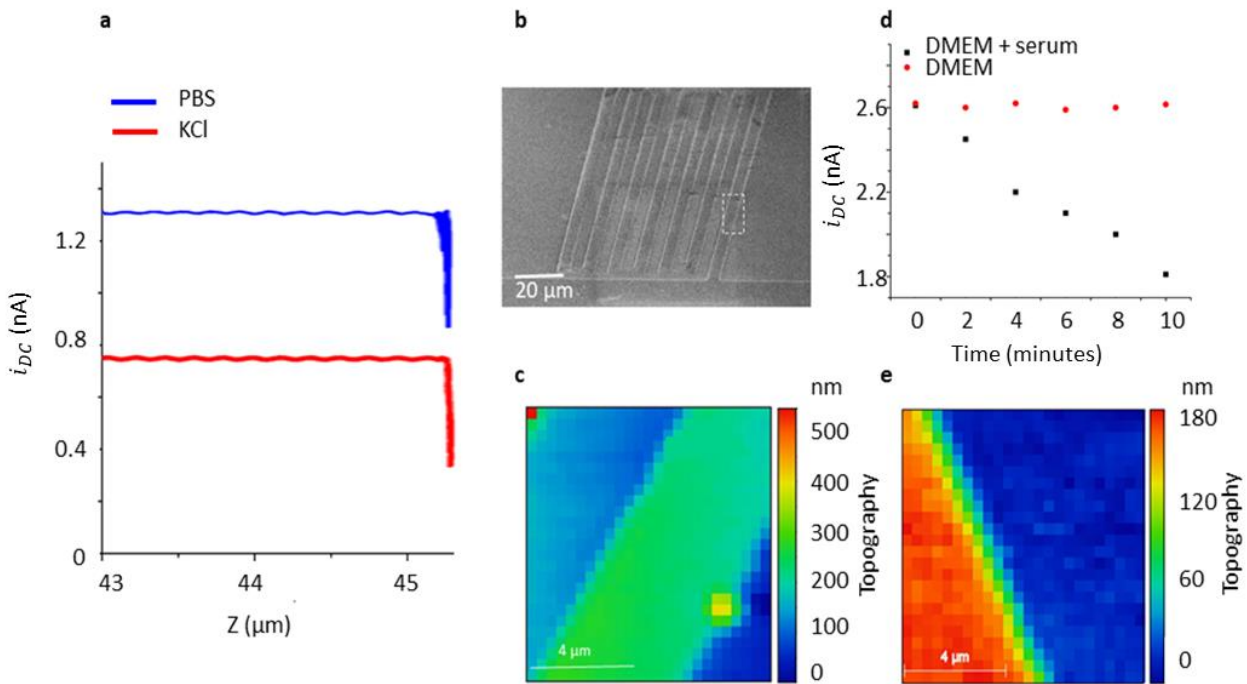 a
PBS
KCl
1.2
0.8
0.4
0
i_DC (nA)
43 44 45
Z (μm)
b
20 μm
d
DMEM + serum
DMEM
2.6
2.2
1.8
i_DC (nA)
0 2 4 6 8 10
Time (minutes)
c
4 μm
nm
500
400
300
200
100
0
Topography
e
4 μm
nm
180
120
60
0
Topography